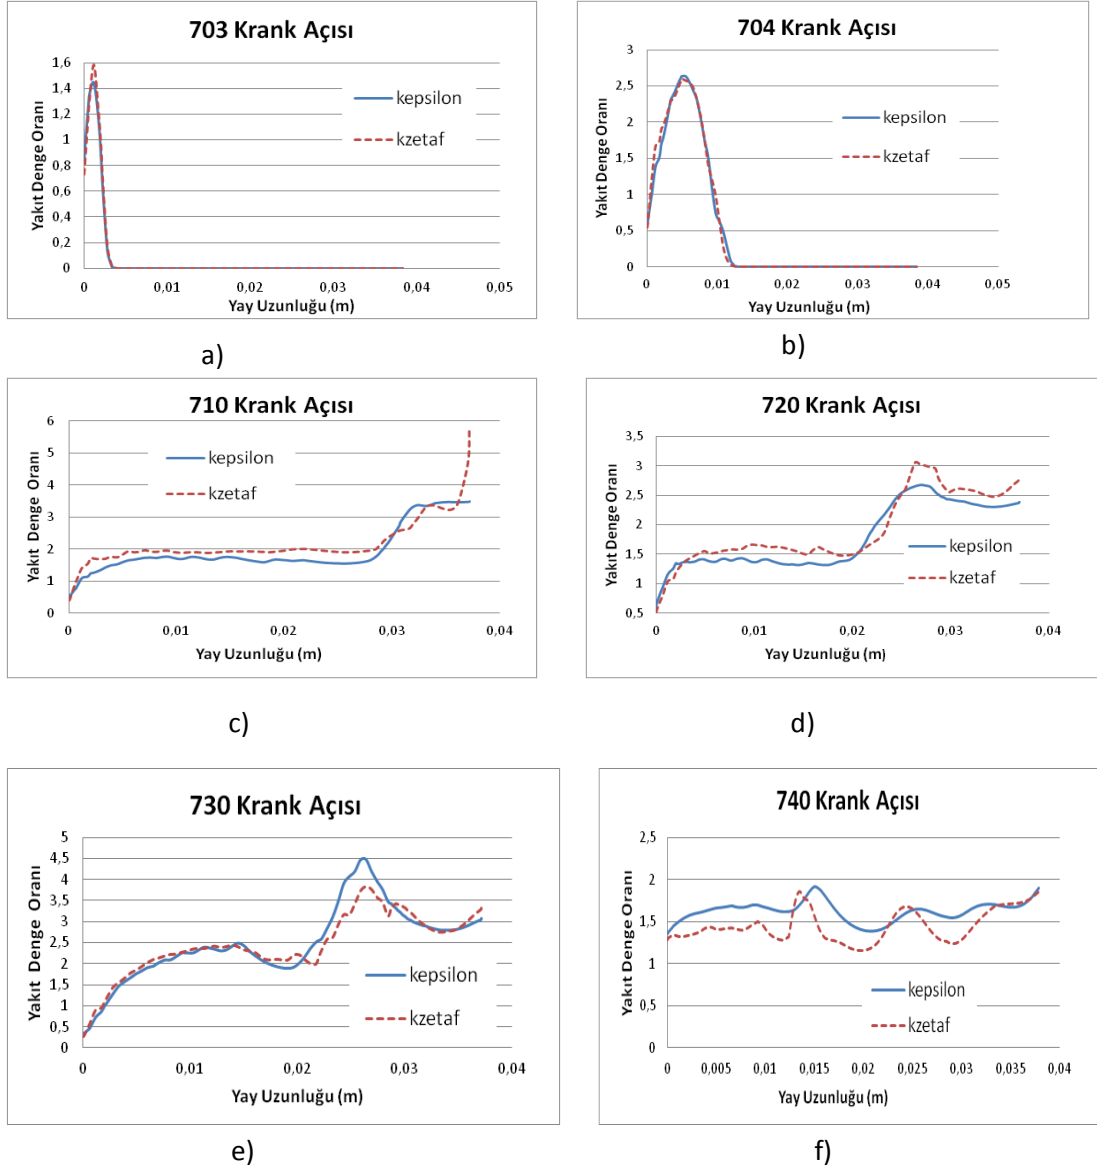 703 Krank Açısı
Yakıt Denge Oranı
1,6
1,4
1,2
1
0,8
0,6
0,4
0,2
0
kepsilon
kzetaf
0 0,01 0,02 0,03 0,04 0,05
Yay Uzunluğu (m)
a)
704 Krank Açısı
Yakıt Denge Oranı
3
2,5
2
1,5
1
0,5
0
kepsilon
kzetaf
0 0,01 0,02 0,03 0,04 0,05
Yay Uzunluğu (m)
b)
710 Krank Açısı
Yakıt Denge Oranı
6
5
4
3
2
1
0
kepsilon
kzetaf
0 0,01 0,02 0,03 0,04
Yay Uzunluğu (m)
c)
720 Krank Açısı
Yakıt Denge Oranı
3,5
3
2,5
2
1,5
1
0,5
kepsilon
kzetaf
0 0,01 0,02 0,03 0,04
Yay Uzunluğu (m)
d)
730 Krank Açısı
Yakıt Denge Oranı
5
4,5
4
3,5
3
2,5
2
1,5
1
0,5
0
kepsilon
kzetaf
0 0,01 0,02 0,03 0,04
Yay Uzunluğu (m)
e)
740 Krank Açısı
Yakıt Denge Oranı
2,5
2
1,5
1
0,5
0
kepsilon
kzetaf
0 0,005 0,01 0,015 0,02 0,025 0,03 0,035 0,04
Yay Uzunluğu (m)
f)